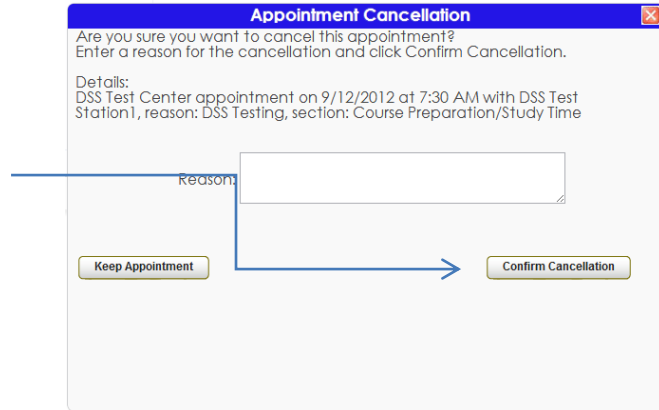 Appointment Cancellation
Are you sure you want to cancel this appointment?
Enter a reason for the cancellation and click Confirm Cancellation.
Details:
DSS Test Center appointment on 9/12/2012 at 7:30 AM with DSS Test
Station1, reason: DSS Testing, section: Course Preparation/Study Time
Reason:
Keep Appointment
Confirm Cancellation